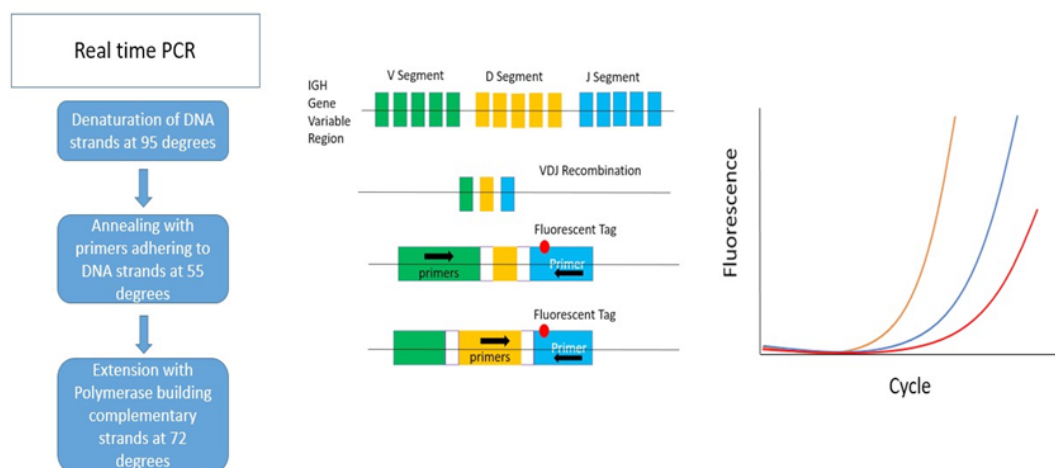 Real time PCR
Denaturation of DNA
strands at 95 degrees
Annealing with
primers adhering to
DNA strands at 55
degrees
Extension with
Polymerase building
complementary
strands at 72
degrees
IGH
Gene
Variable
Region
V Segment
D Segment
J Segment
VDJ Recombination
Fluorescent Tag
primers
Primer
Fluorescent Tag
primers
Primer
Fluorescence
Cycle